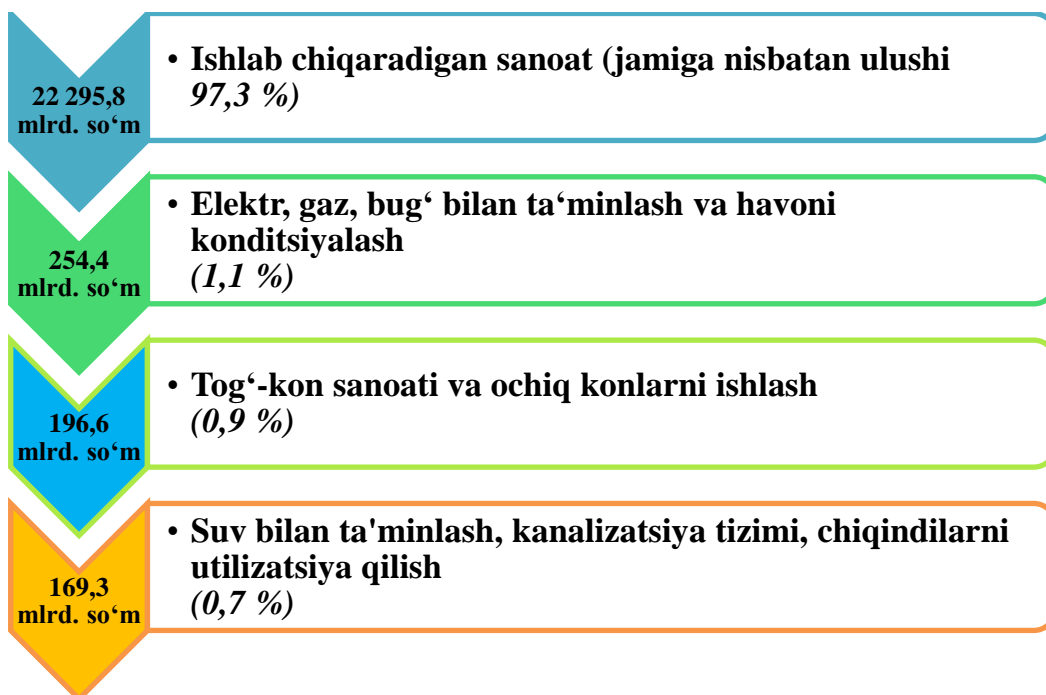 22 295,8
mlrd. so‘m
• Ishlab chiqaradigan sanoat (jamiga nisbatan ulushi
97,3 %)
254,4
mlrd. so‘m
• Elektr, gaz, bug‘ bilan ta‘minlash va havoni
konditsiyalash
(1,1 %)
196,6
mlrd. so‘m
• Tog‘-kon sanoati va ochiq konlarni ishlash
(0,9 %)
169,3
mlrd. so‘m
• Suv bilan ta'minlash, kanalizatsiya tizimi, chiqindilarni
utilizatsiya qilish
(0,7 %)